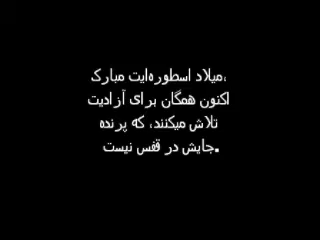 میلاد اسطوره‌ایت مبارک،
اکنون همگان برای آزادیت
تلاش میکنند، که پرنده
جایش در قفس نیست.